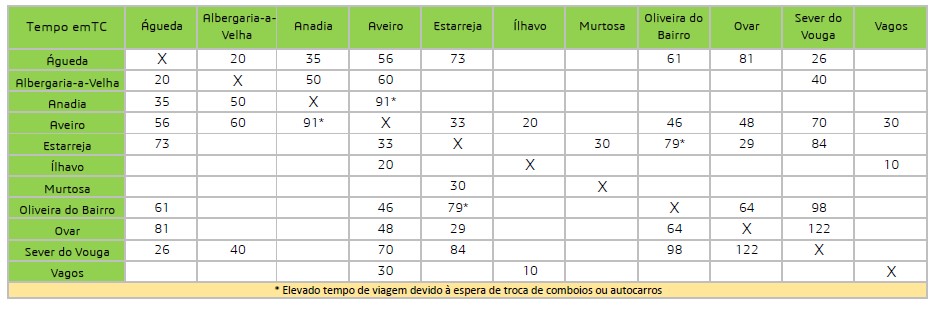 Tempo emTC Águeda Albergaria-a-Velha Anadia Aveiro Estarreja Ílhavo Murtosa Oliveira do Bairro Ovar Sever do Vouga Vagos
Águeda X 20 35 56 73 61 81 26
Albergaria-a-Velha 20 X 50 60 40
Anadia 35 50 X 91*
Aveiro 56 60 91* X 33 20 46 48 70 30
Estarreja 73 33 X 30 79* 29 84
Ílhavo 20 X 10
Murtosa 30 X
Oliveira do Bairro 61 46 79* X 64 98
Ovar 81 48 29 64 X 122
Sever do Vouga 26 40 70 84 98 122 X
Vagos 30 10 X
* Elevado tempo de viagem devido à espera de troca de comboios ou autocarros